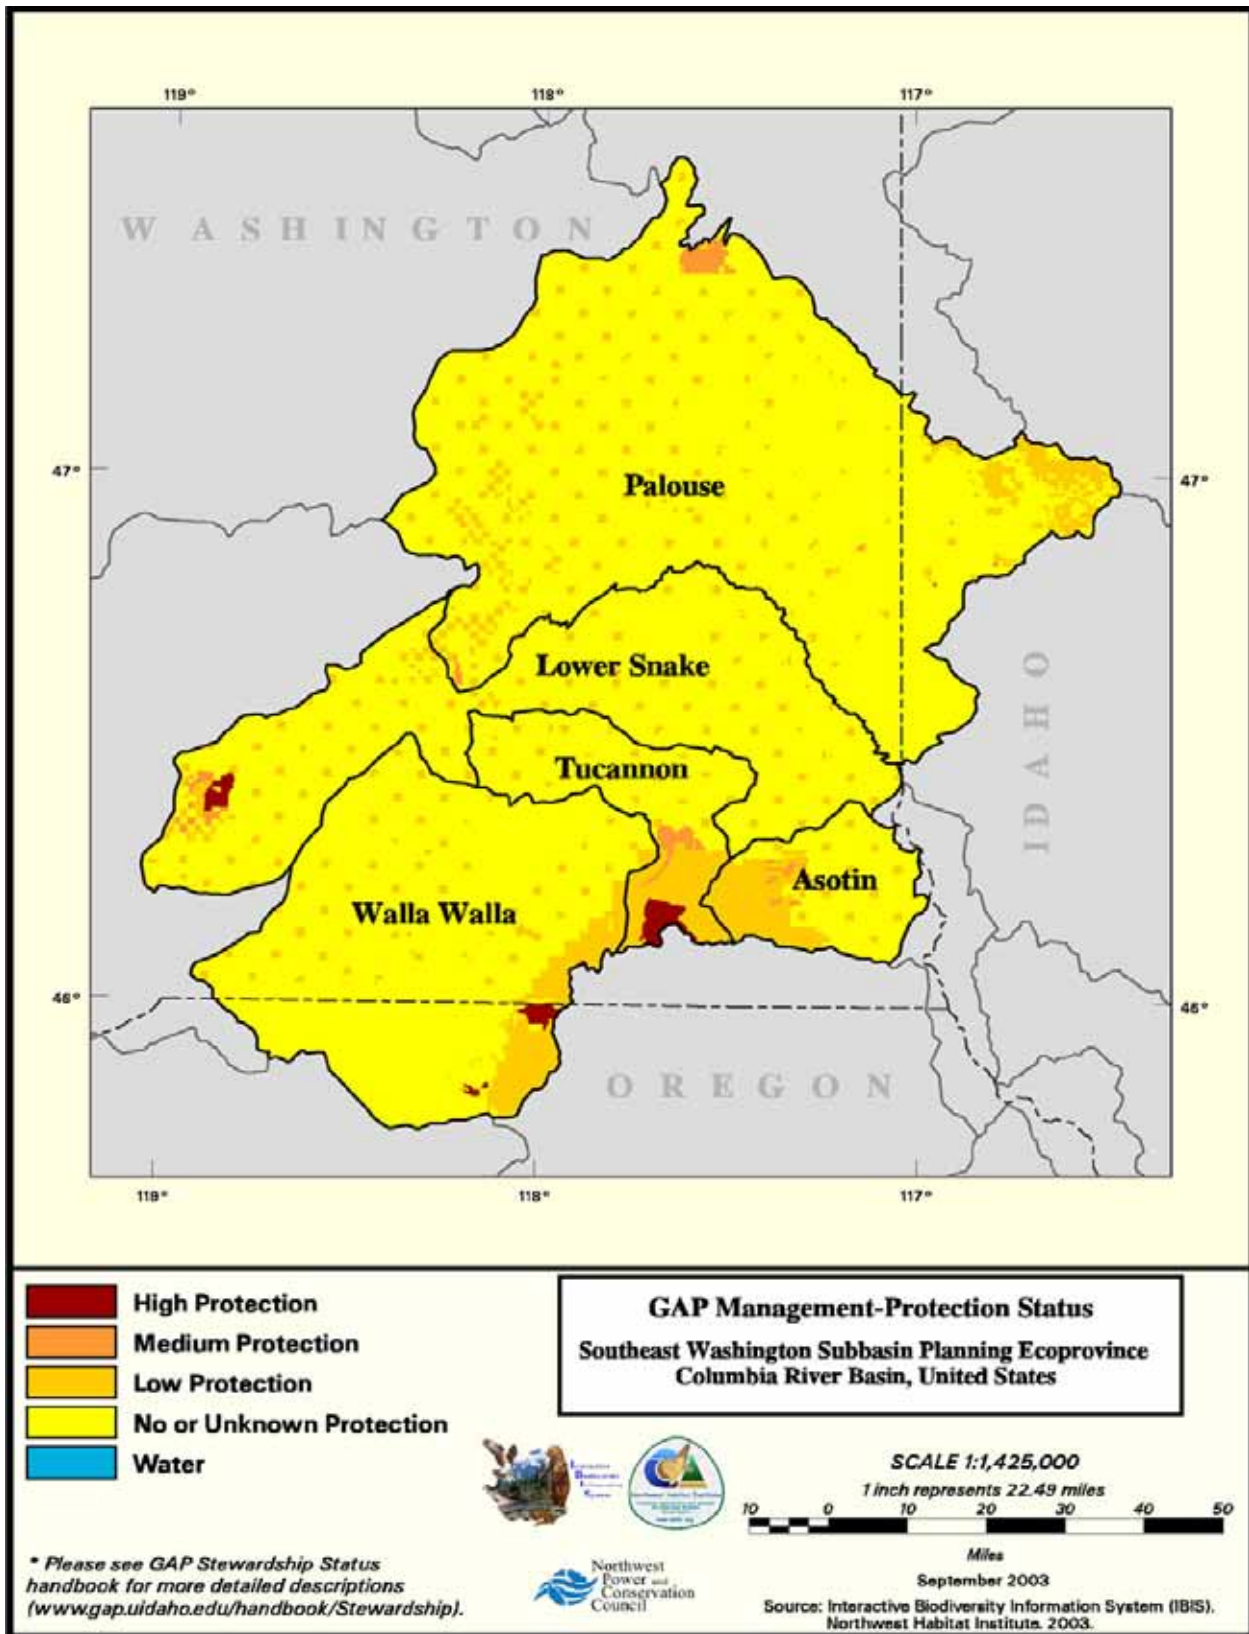 119° 118° 117°
WASHINGTON
47° 47°
Palouse
Lower Snake
IDAHO
Tucannon
Asotin
Walla Walla
46° 46°
OREGON
119° 118° 117°
High Protection
Medium Protection
Low Protection
No or Unknown Protection
Water
GAP Management-Protection Status
Southeast Washington Subbasin Planning Ecoprovince
Columbia River Basin, United States
SCALE 1:1,425,000
1 inch represents 22.49 miles
10 0 10 20 30 40 50
Miles
September 2003
Source: Interactive Biodiversity Information System (IBIS).
Northwest Habitat Institute. 2003.
Northwest
Power and
Conservation
Council
* Please see GAP Stewardship Status
handbook for more detailed descriptions
(www.gap.uidaho.edu/handbook/Stewardship).